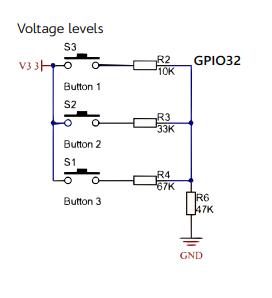 Voltage levels
S3
V3 3
R2
10K
GPIO32
Button 1
S2
R3
33K
Button 2
S1
R4
67K
Button 3
R6
47K
GND